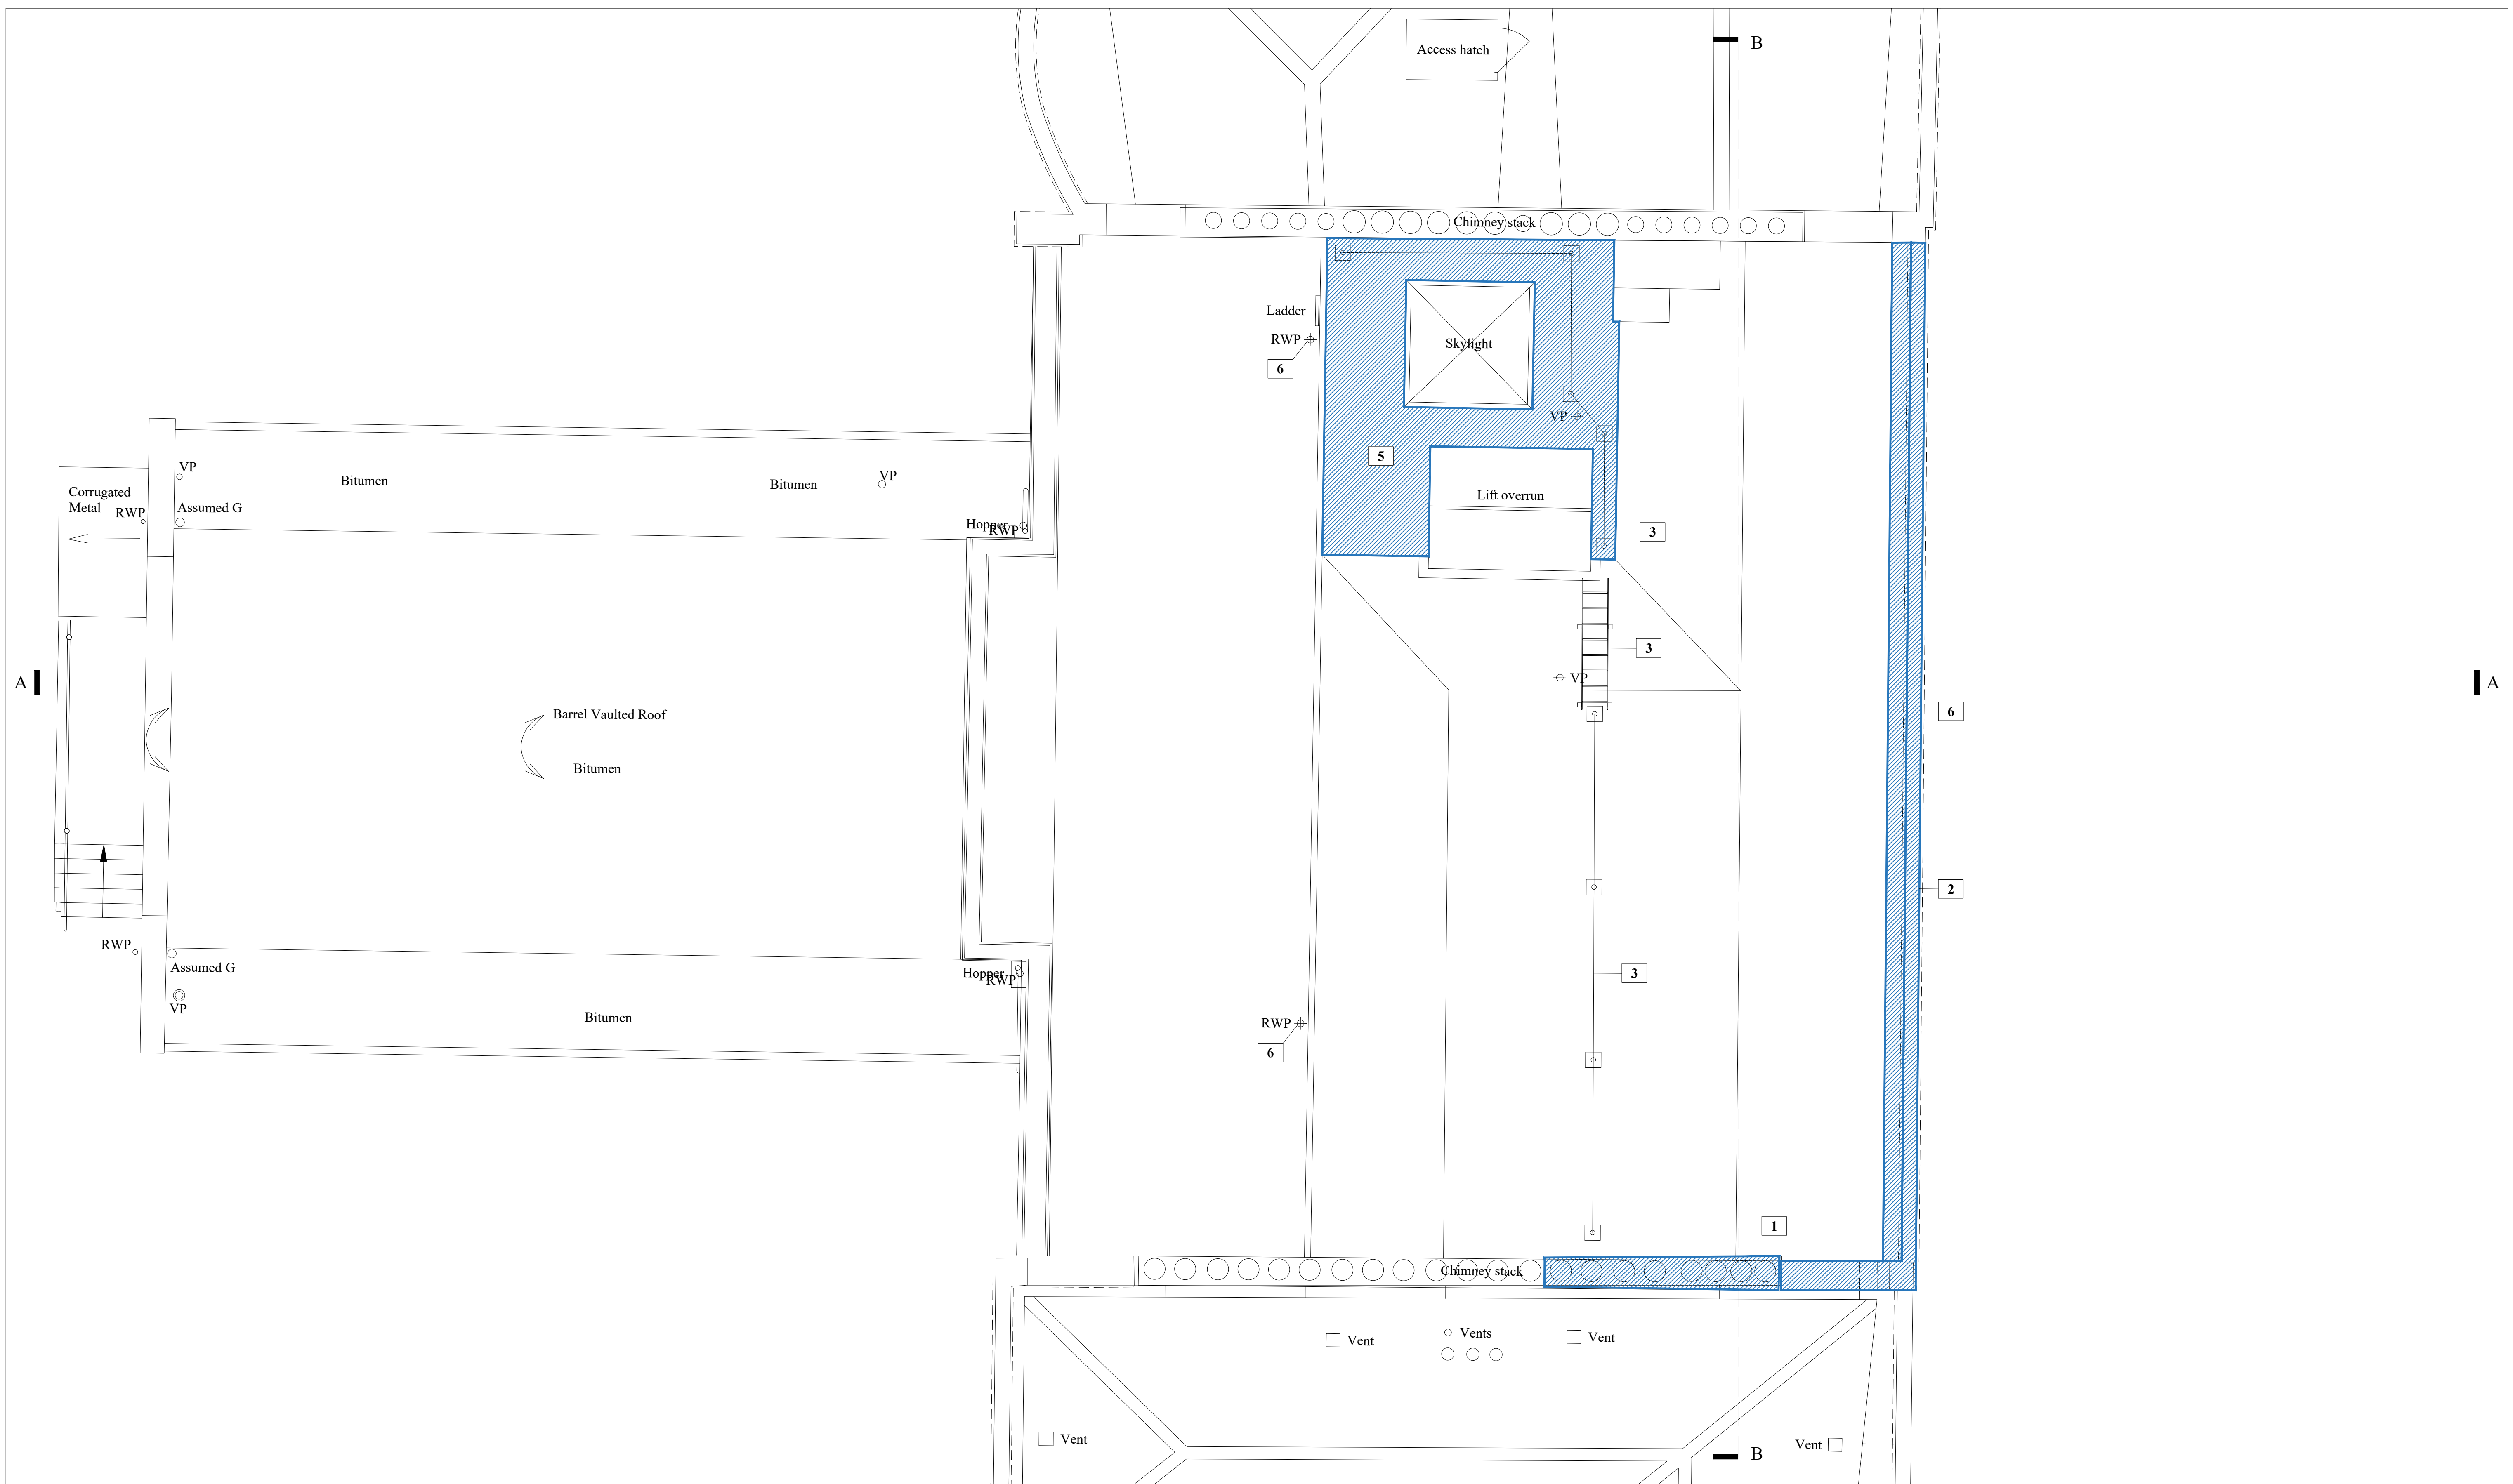 B
Access hatch
Chimney stack
Ladder
RWP
6
Skylight
VP
5
Lift overrun
3
VP
Bitumen
Bitumen
VP
Corrugated
Metal
RWP
Assumed G
Hopper
RWP
3
VP
A
A
Barrel Vaulted Roof
6
Bitumen
2
RWP
Assumed G
Hopper
RWP
3
VP
Bitumen
RWP
6
1
Chimney stack
Vent
Vents
Vent
Vent
Vent
B